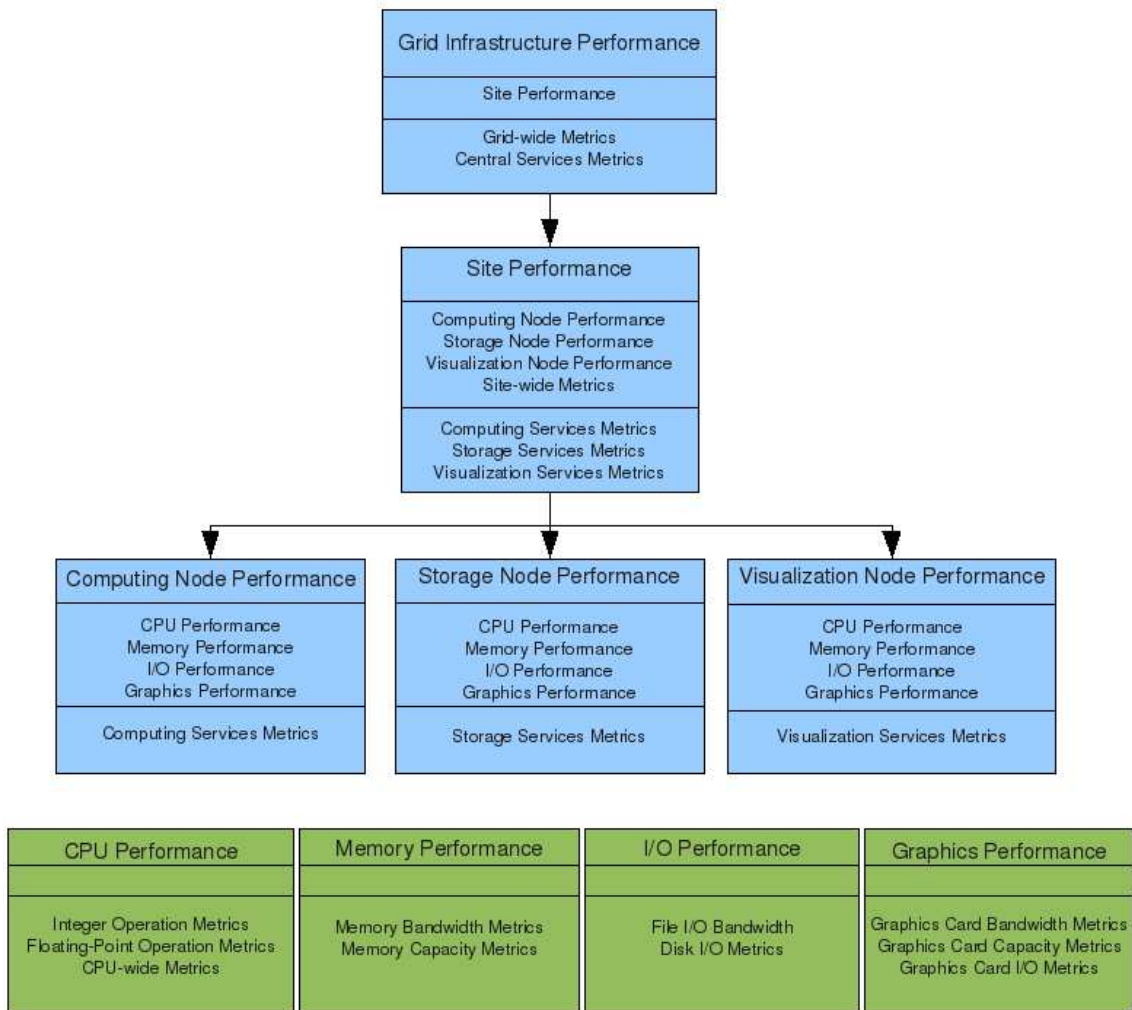 Grid Infrastructure Performance
Site Performance
Grid-wide Metrics
Central Services Metrics
Site Performance
Computing Node Performance
Storage Node Performance
Visualization Node Performance
Site-wide Metrics
Computing Services Metrics
Storage Services Metrics
Visualization Services Metrics
Computing Node Performance
CPU Performance
Memory Performance
I/O Performance
Graphics Performance
Computing Services Metrics
Storage Node Performance
CPU Performance
Memory Performance
I/O Performance
Graphics Performance
Storage Services Metrics
Visualization Node Performance
CPU Performance
Memory Performance
I/O Performance
Graphics Performance
Visualization Services Metrics
CPU Performance
Integer Operation Metrics
Floating-Point Operation Metrics
CPU-wide Metrics
Memory Performance
Memory Bandwidth Metrics
Memory Capacity Metrics
I/O Performance
File I/O Bandwidth
Disk I/O Metrics
Graphics Performance
Graphics Card Bandwidth Metrics
Graphics Card Capacity Metrics
Graphics Card I/O Metrics